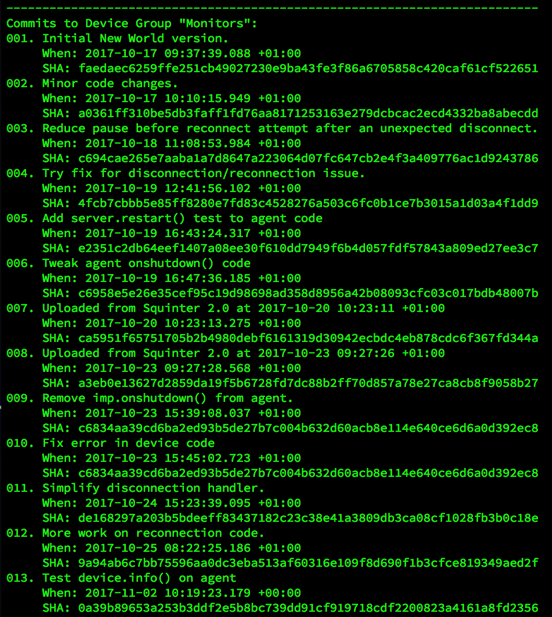 --------------------------------------------------------------------------
Commits to Device Group "Monitors":
001. Initial New World version.
When: 2017-10-17 09:37:39.088 +01:00
SHA: faedaec6259ffe251cb49027230e9ba43fe3f86a6705858c420caf61cf522651
002. Minor code changes.
When: 2017-10-17 10:10:15.949 +01:00
SHA: a0361ff310be5db3faff1fd76aa8171253163e279dcbcac2ecd4332ba8abecdd
003. Reduce pause before reconnect attempt after an unexpected disconnect.
When: 2017-10-18 11:08:53.984 +01:00
SHA: c694cae265e7aaba1a7d8647a223064d07fc647cb2e4f3a409776ac1d9243786
004. Try fix for disconnection/reconnection issue.
When: 2017-10-19 12:41:56.102 +01:00
SHA: 4fcb7cbbb5e85ff8280e7fd83c4528276a503c6fc0b1ce7b3015a1d03a4f1dd9
005. Add server.restart() test to agent code
When: 2017-10-19 16:43:24.317 +01:00
SHA: e2351c2db64eef1407a08ee30f610dd7949f6b4d057fdf57843a809ed27ee3c7
006. Tweak agent onshutdown() code
When: 2017-10-19 16:47:36.185 +01:00
SHA: c6958e5e26e35cef95c19d98698ad358d8956a42b08093cfc03c017bdb48007b
007. Uploaded from Squinter 2.0 at 2017-10-20 10:23:11 +01:00
When: 2017-10-20 10:23:13.275 +01:00
SHA: ca5951f65751705b2b4980debf6161319d30942ecbdc4eb878cdc6f367fd344a
008. Uploaded from Squinter 2.0 at 2017-10-23 09:27:26 +01:00
When: 2017-10-23 09:27:28.568 +01:00
SHA: a3eb0e13627d2859da19f5b6728fd7dc88b2ff70d857a78e27ca8cb8f9058b27
009. Remove imp.onshutdown() from agent.
When: 2017-10-23 15:39:08.037 +01:00
SHA: c6834aa39cd6ba2ed93b5de27b7c004b632d60acb8e114e640ce6d6a0d392ec8
010. Fix error in device code
When: 2017-10-23 15:45:02.723 +01:00
SHA: c6834aa39cd6ba2ed93b5de27b7c004b632d60acb8e114e640ce6d6a0d392ec8
011. Simplify disconnection handler.
When: 2017-10-24 15:23:39.095 +01:00
SHA: de168297a203b5bdeeff83437182c23c38e41a3809db3ca08cf1028fb3b0c18e
012. More work on reconnection code.
When: 2017-10-25 08:22:25.186 +01:00
SHA: 9a94ab6c7bb75596aa0dc3eba513af60316e109f8d690f1b3cfce819349aed2f
013. Test device.info() on agent
When: 2017-11-02 10:19:23.179 +00:00
SHA: 0a39b89653a253b3ddf2e5b8bc739dd91cf919718cdf2200823a4161a8fd2356